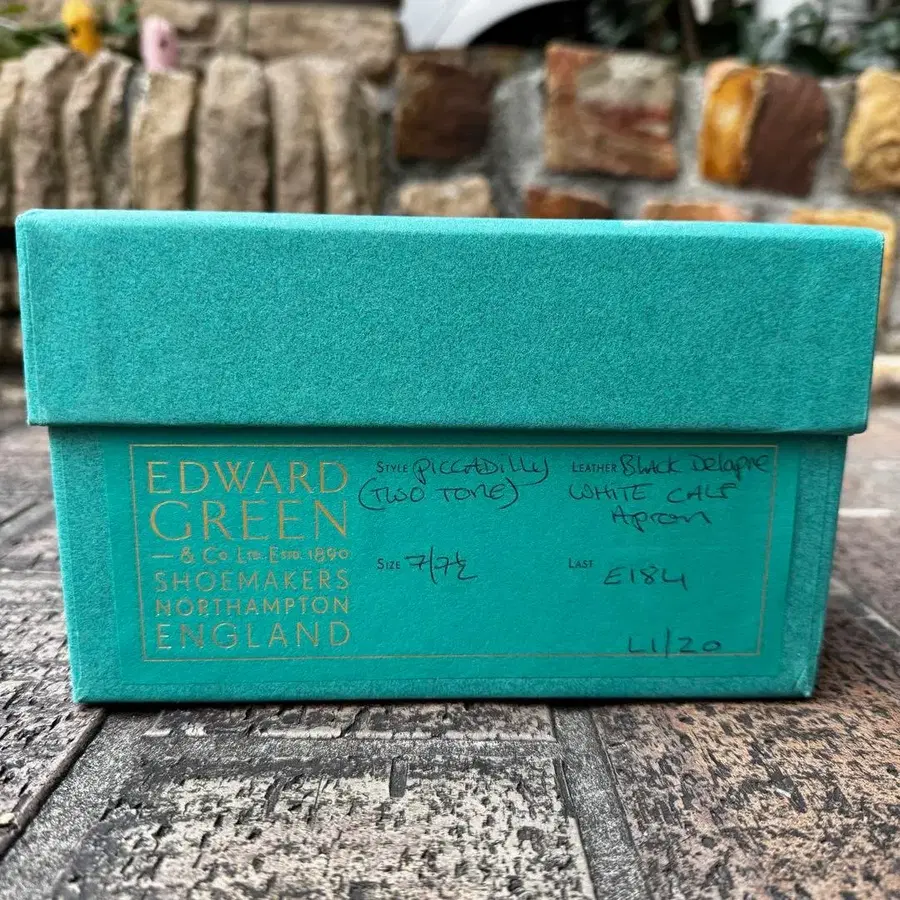 EDWARD
GREEN
— & Co. Ltd. Estd. 1890
SHOEMAKERS
NORTHAMPTON
ENGLAND
STYLE PICCADILLY
(TWO TONE)
LEATHER BLACK Delapre
WHITE CALF
Apron
SIZE 7/7½
LAST E184
L1/20